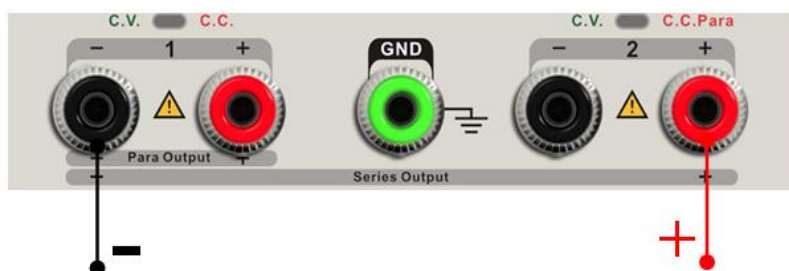 C.V. C.C. C.V. C.C.Para
− 1 + GND − 2 +
− Para Output +
− Series Output +
− +